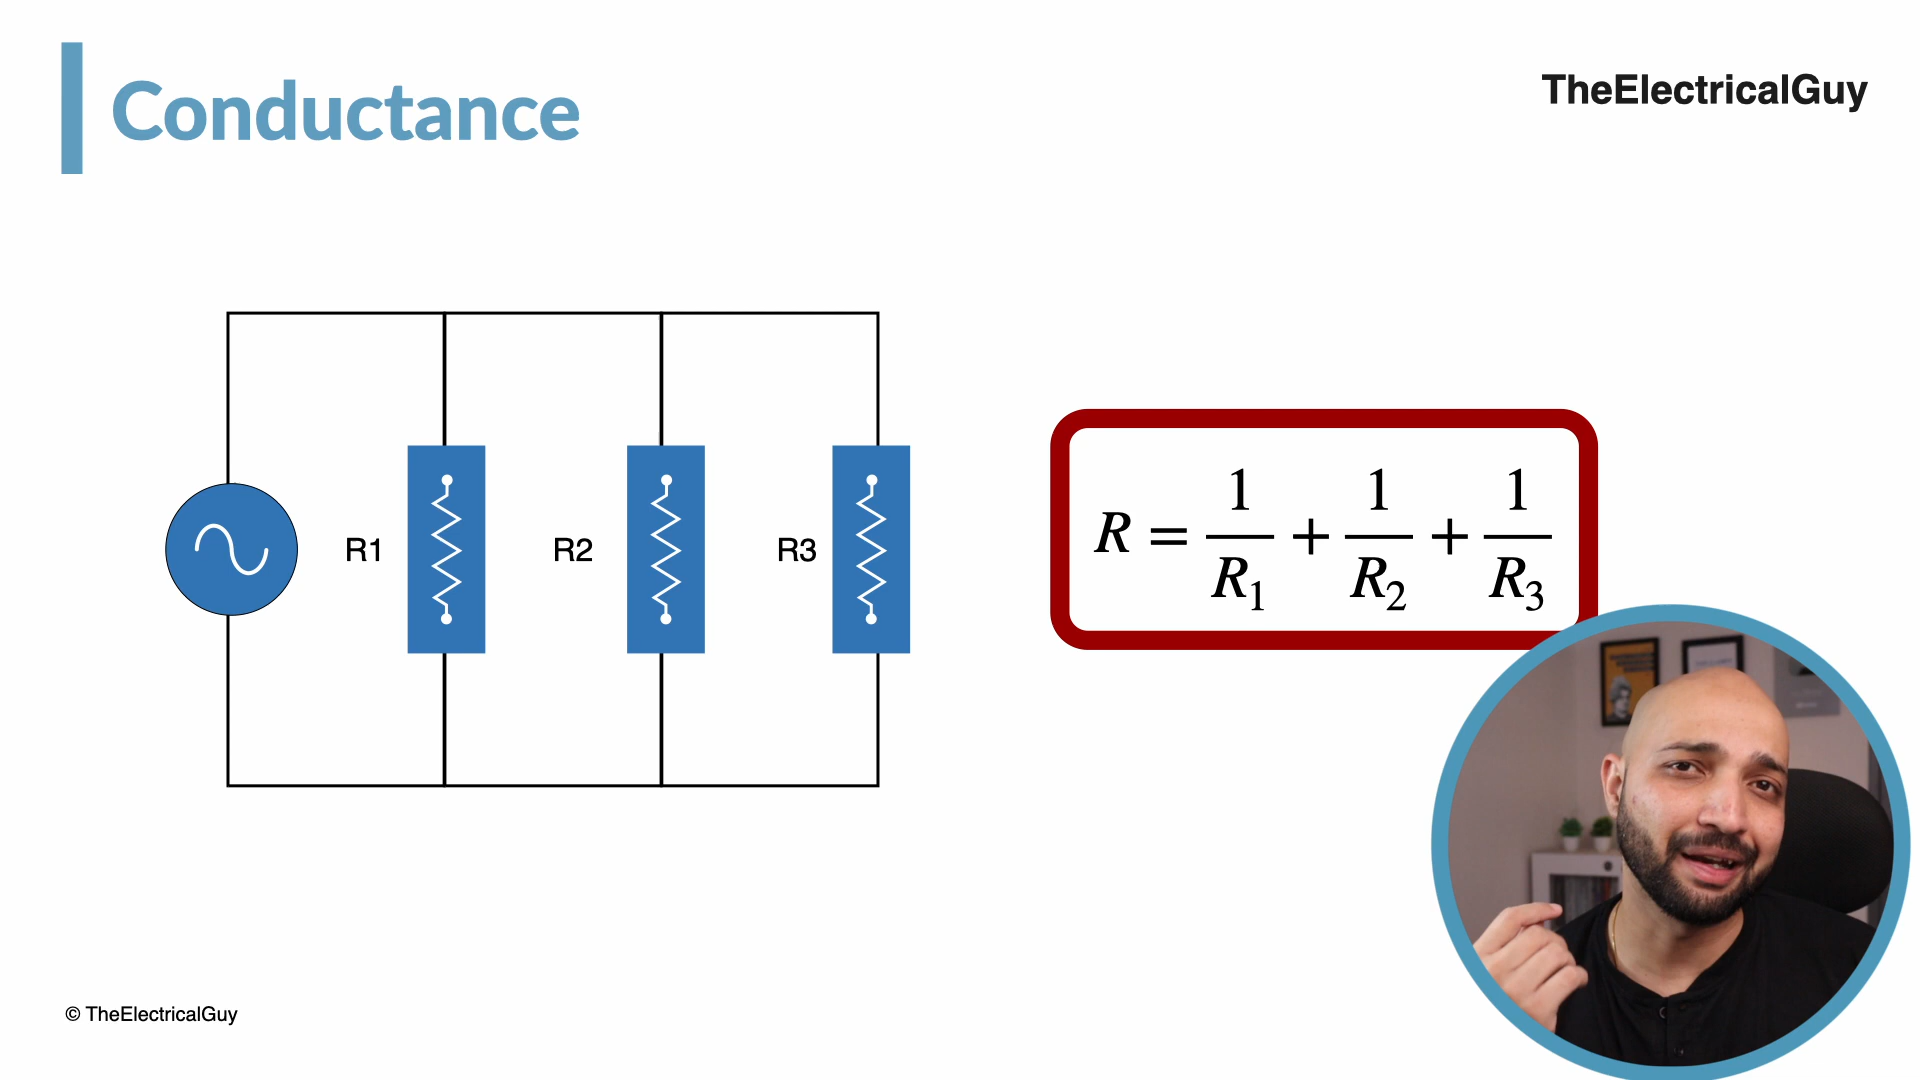 Conductance
TheElectricalGuy
R1
R2
R3
R = 1/R₁ + 1/R₂ + 1/R₃
© TheElectricalGuy